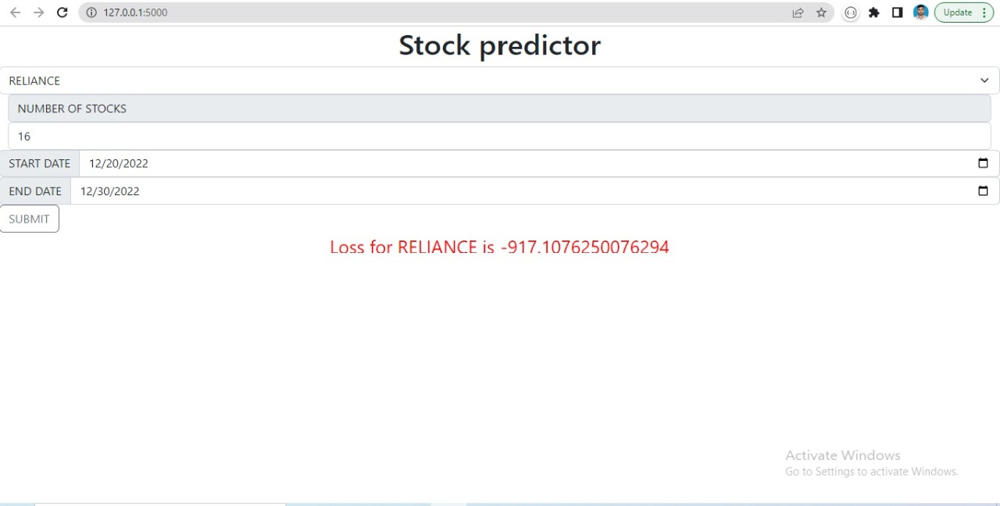 127.0.0.1:5000
Update
Stock predictor
RELIANCE
NUMBER OF STOCKS
16
START DATE 12/20/2022
END DATE 12/30/2022
SUBMIT
Loss for RELIANCE is -917.1076250076294
Activate Windows
Go to Settings to activate Windows.